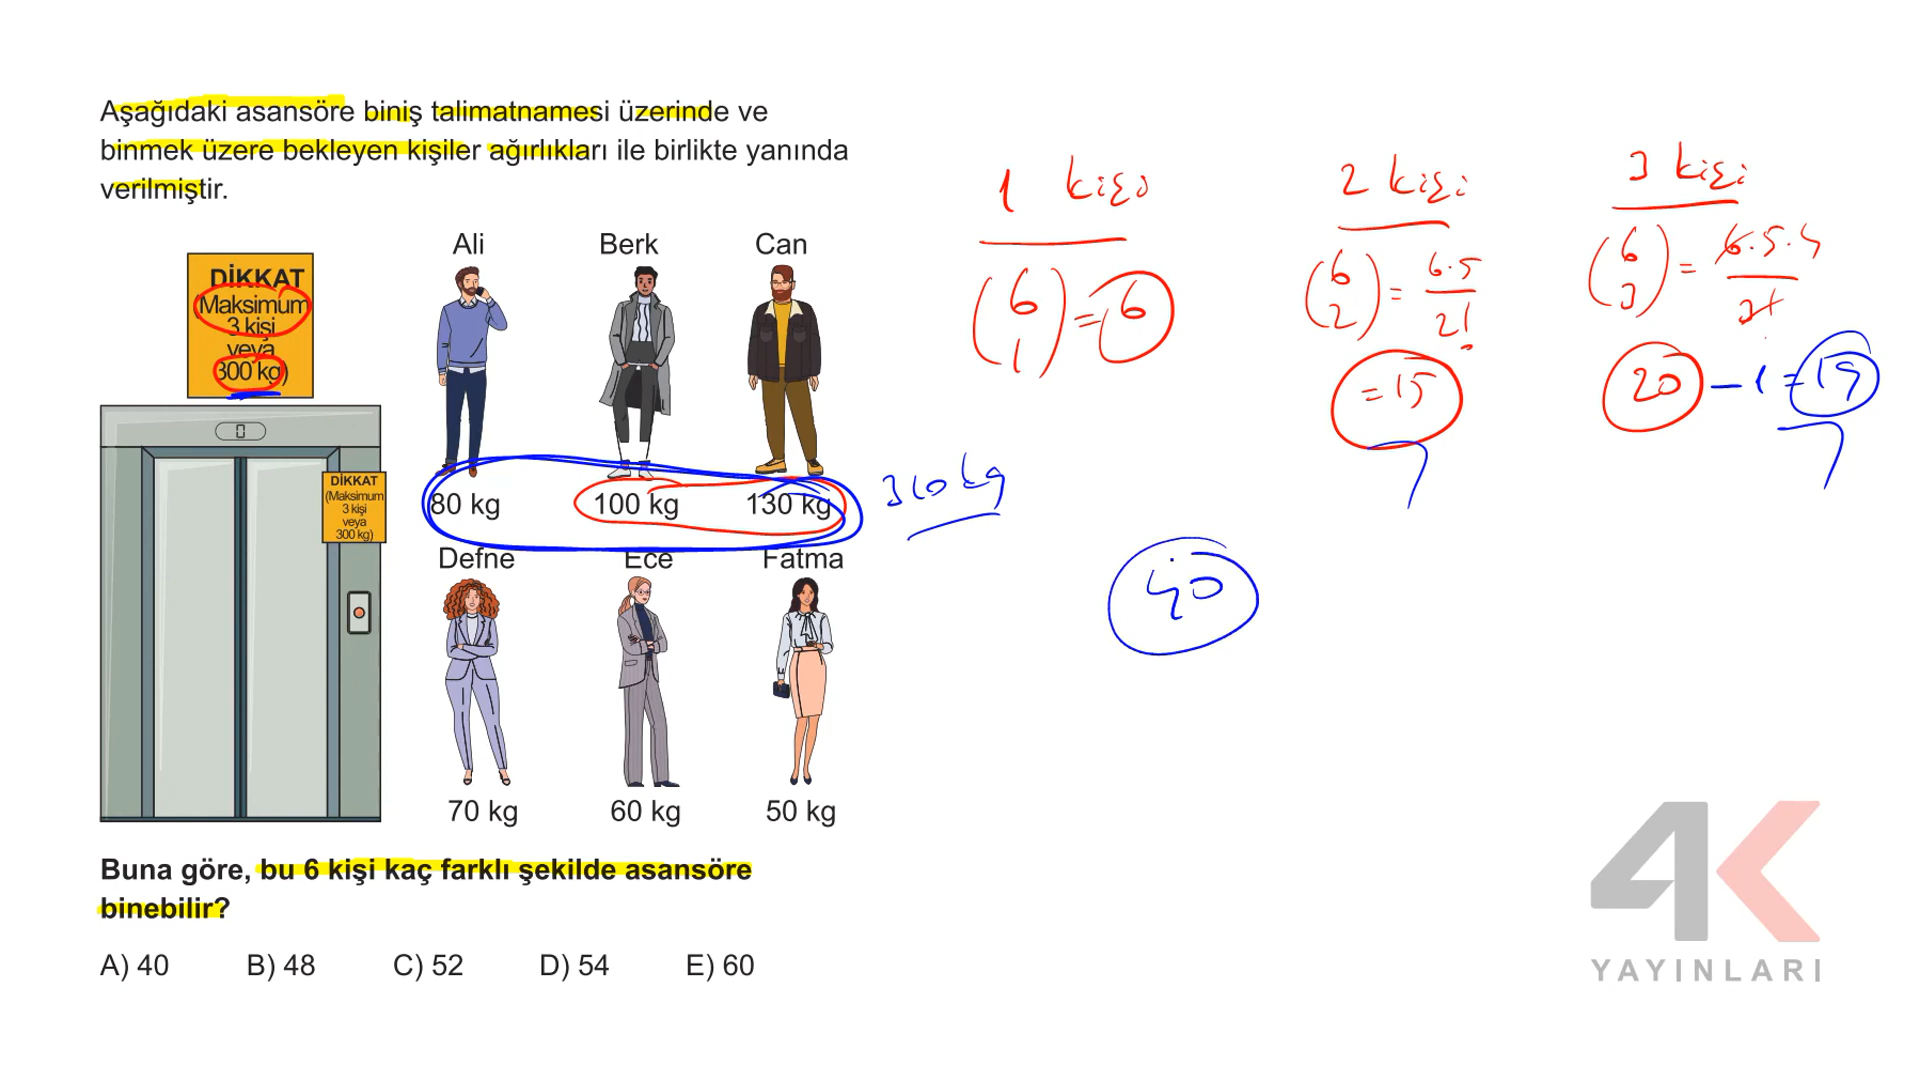 Aşağıdaki asansöre biniş talimatnamesi üzerinde ve
binmek üzere bekleyen kişiler ağırlıkları ile birlikte yanında
verilmiştir.
DİKKAT
(Maksimum
3 kişi
veya
300 kg)
0
DİKKAT
(Maksimum
3 kişi
veya
300 kg)
Ali Berk Can
80 kg 100 kg 130 kg
310 kg
Defne Ece Fatma
70 kg 60 kg 50 kg
Buna göre, bu 6 kişi kaç farklı şekilde asansöre
binebilir?
A) 40 B) 48 C) 52 D) 54 E) 60
1 kişi
(6 1) = 6
2 kişi
(6 2) = 6.5 / 2!
= 15
3 kişi
(6 3) = 6.5.4 / 3!
20 - 1 = 19
40
4K
YAYINLARI